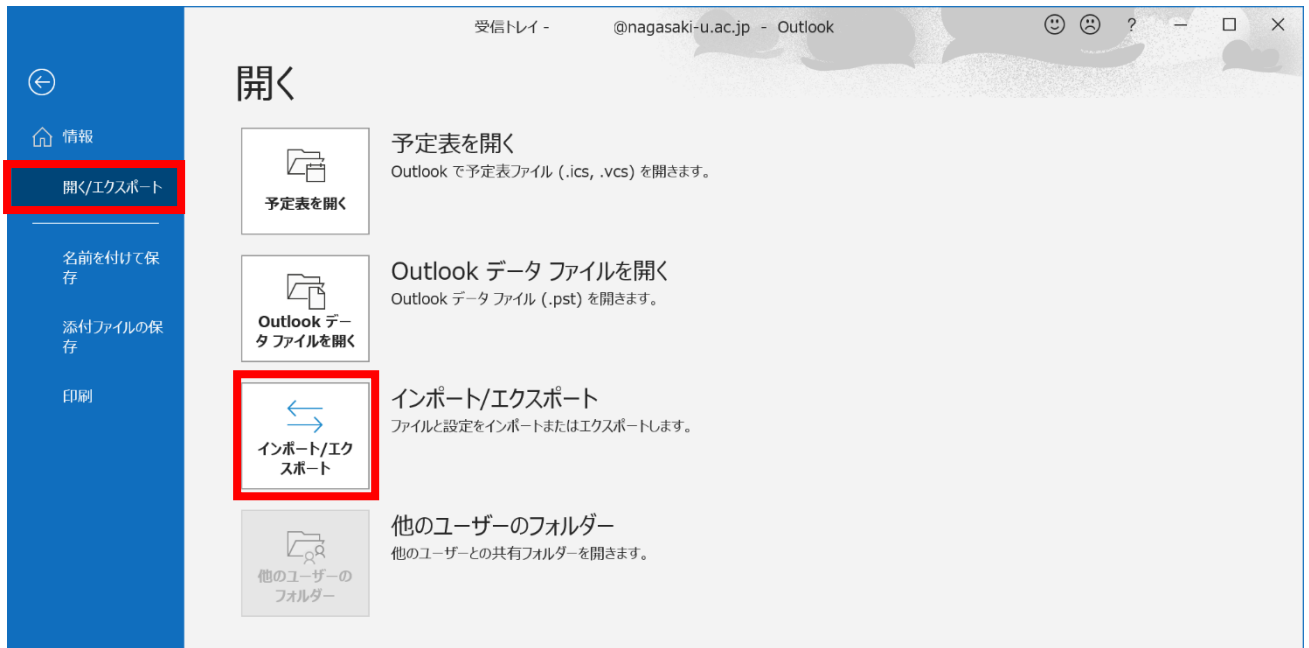 受信トレイ - @nagasaki-u.ac.jp - Outlook
?
開く
情報
開く/エクスポート
名前を付けて保
存
添付ファイルの保
存
印刷
予定表を開く
予定表を開く
Outlook で予定表ファイル (.ics, .vcs) を開きます。
Outlook デー
タ ファイルを開く
Outlook データ ファイルを開く
Outlook データ ファイル (.pst) を開きます。
インポート/エク
スポート
インポート/エクスポート
ファイルと設定をインポートまたはエクスポートします。
他のユーザーの
フォルダー
他のユーザーのフォルダー
他のユーザーとの共有フォルダーを開きます。